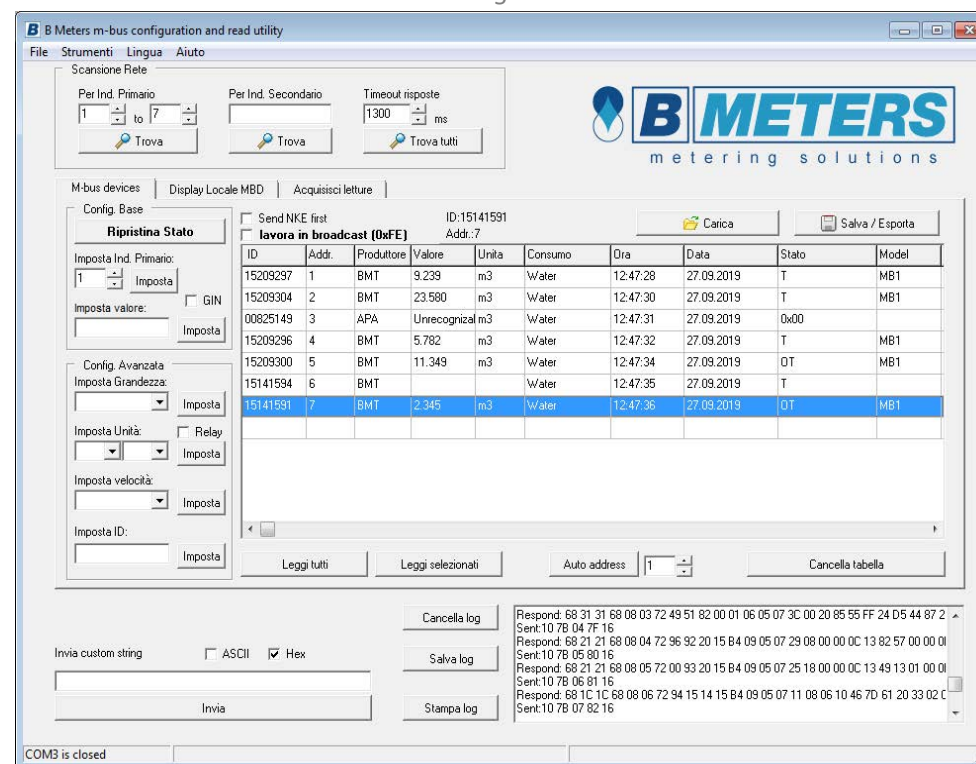 B B Meters m-bus configuration and read utility
File Strumenti Lingua Aiuto
Scansione Rete
Per Ind. Primario Per Ind. Secondario Timeout risposte
1 to 7 1300 ms
Trova Trova Trova tutti
B METERS
metering solutions
M-bus devices Display Locale MBD Acquisisci letture
Config. Base
Ripristina Stato
Imposta Ind. Primario:
1 Imposta
GIN
Imposta valore:
Imposta
Config. Avanzata
Imposta Grandezza:
Imposta
Imposta Unità: Relay
Imposta
Imposta velocità:
Imposta
Imposta ID:
Imposta
Send NKE first ID:15141591
lavora in broadcast (0xFE) Addr.:7
Carica Salva / Esporta
ID Addr. Produttore Valore Unita Consumo Ora Data Stato Model
15209297 1 BMT 9.239 m3 Water 12:47:28 27.09.2019 T MB1
15209304 2 BMT 23.580 m3 Water 12:47:30 27.09.2019 T MB1
00825149 3 APA Unrecognizal m3 Water 12:47:31 27.09.2019 0x00
15209296 4 BMT 5.782 m3 Water 12:47:32 27.09.2019 T MB1
15209300 5 BMT 11.349 m3 Water 12:47:34 27.09.2019 OT MB1
15141594 6 BMT Water 12:47:35 27.09.2019 T
15141591 7 BMT 2.345 m3 Water 12:47:36 27.09.2019 OT MB1
Leggi tutti Leggi selezionati Auto address 1 Cancella tabella
Invia custom string ASCII Hex
Invia
Cancella log
Salva log
Stampa log
Respond: 68 31 31 68 08 03 72 49 51 82 00 01 06 05 07 3C 00 20 85 55 FF 24 D5 44 87 2
Sent:10 7B 04 7F 16
Respond: 68 21 21 68 08 04 72 96 92 20 15 B4 09 05 07 29 08 00 00 0C 13 82 57 00 00
Sent:10 7B 05 80 16
Respond: 68 21 21 68 08 05 72 00 93 20 15 B4 09 05 07 25 18 00 00 0C 13 49 13 01 00
Sent:10 7B 06 81 16
Respond: 68 1C 1C 68 08 06 72 94 15 14 15 B4 09 05 07 11 08 06 10 46 7D 61 20 33 02
Sent:10 7B 07 82 16
COM3 is closed